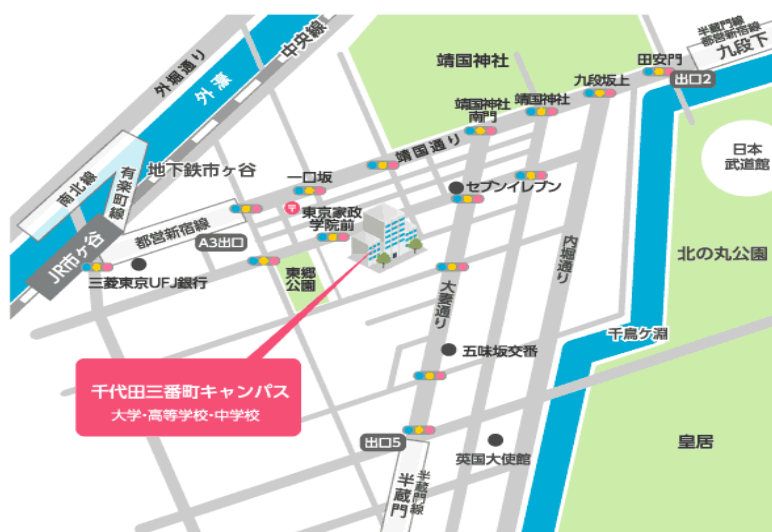 外堀通り
外濠
中央線
靖国神社
半蔵門線
都営新宿線
九段下
田安門
出口2
九段坂上
靖国神社
靖国神社
南門
靖国通り
日本
武道館
南北線
有楽町線
地下鉄市ヶ谷
一口坂
セブンイレブン
東京家政
学院前
都営新宿線
A3出口
JR市ヶ谷
三菱東京UFJ銀行
東郷
公園
内堀通り
大妻通り
北の丸公園
千鳥ケ淵
五味坂交番
千代田三番町キャンパス
大学・高等学校・中学校
出口5
半蔵門線
半蔵門
英国大使館
皇居